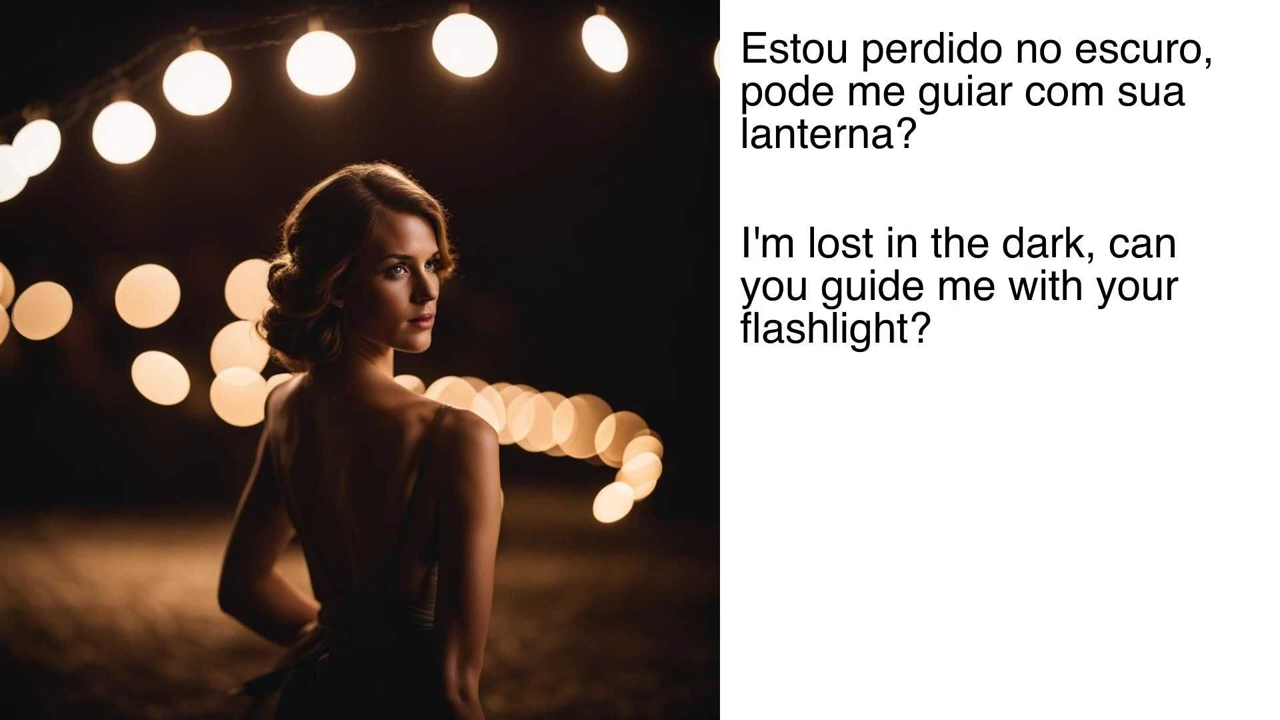 Estou perdido no escuro,
pode me guiar com sua
lanterna?
I'm lost in the dark, can
you guide me with your
flashlight?